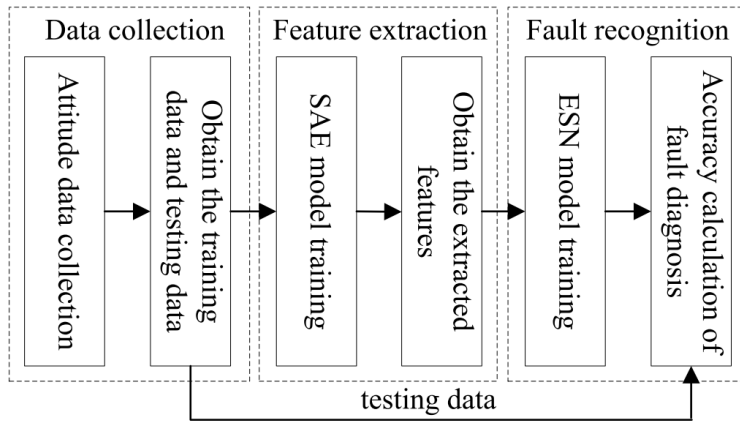 Data collection
Attitude data collection
Obtain the training
data and testing data
Feature extraction
SAE model training
Obtain the extracted
features
Fault recognition
ESN model training
Accuracy calculation of
fault diagnosis
testing data